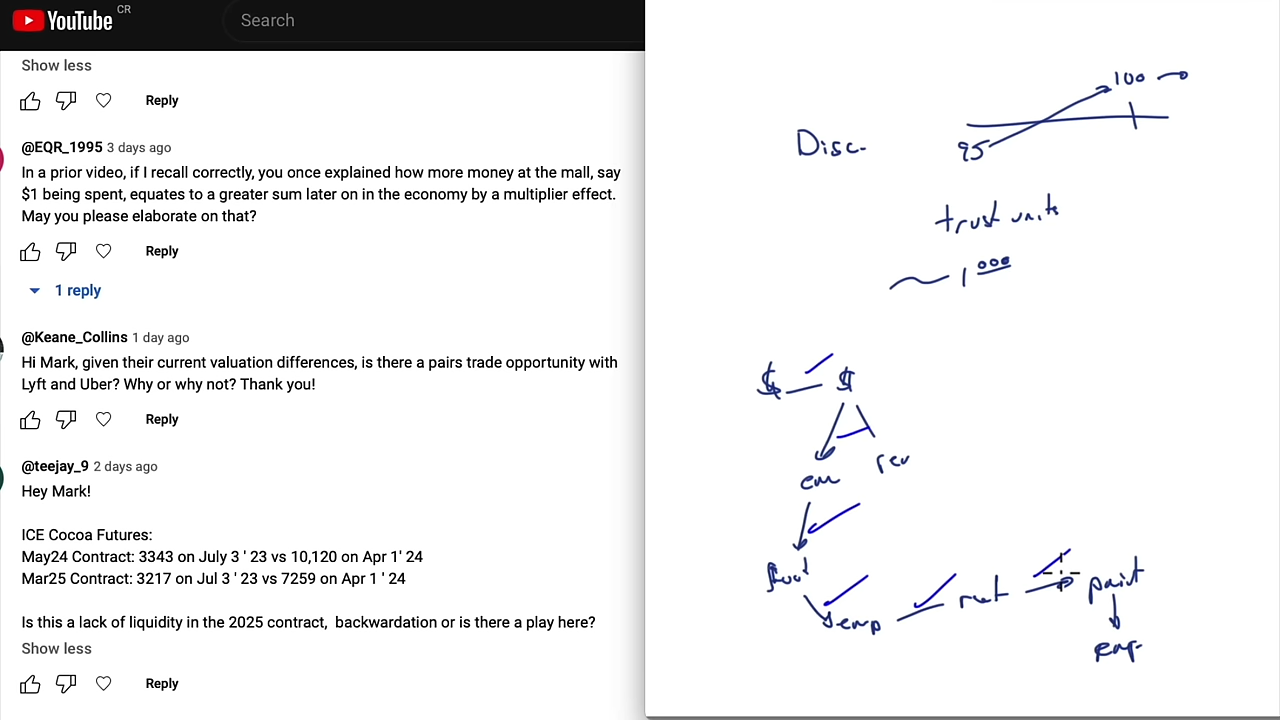 YouTube CR
Search
Show less
Reply
@EQR_1995 3 days ago
In a prior video, if I recall correctly, you once explained how more money at the mall, say
$1 being spent, equates to a greater sum later on in the economy by a multiplier effect.
May you please elaborate on that?
Reply
1 reply
@Keane_Collins 1 day ago
Hi Mark, given their current valuation differences, is there a pairs trade opportunity with
Lyft and Uber? Why or why not? Thank you!
Reply
@teejay_9 2 days ago
Hey Mark!
ICE Cocoa Futures:
May24 Contract: 3343 on July 3 ' 23 vs 10,120 on Apr 1' 24
Mar25 Contract: 3217 on Jul 3 ' 23 vs 7259 on Apr 1 ' 24
Is this a lack of liquidity in the 2025 contract, backwardation or is there a play here?
Show less
Reply
100
Disc.
95
trust units
1000
$ $
em
rent
paint
emp